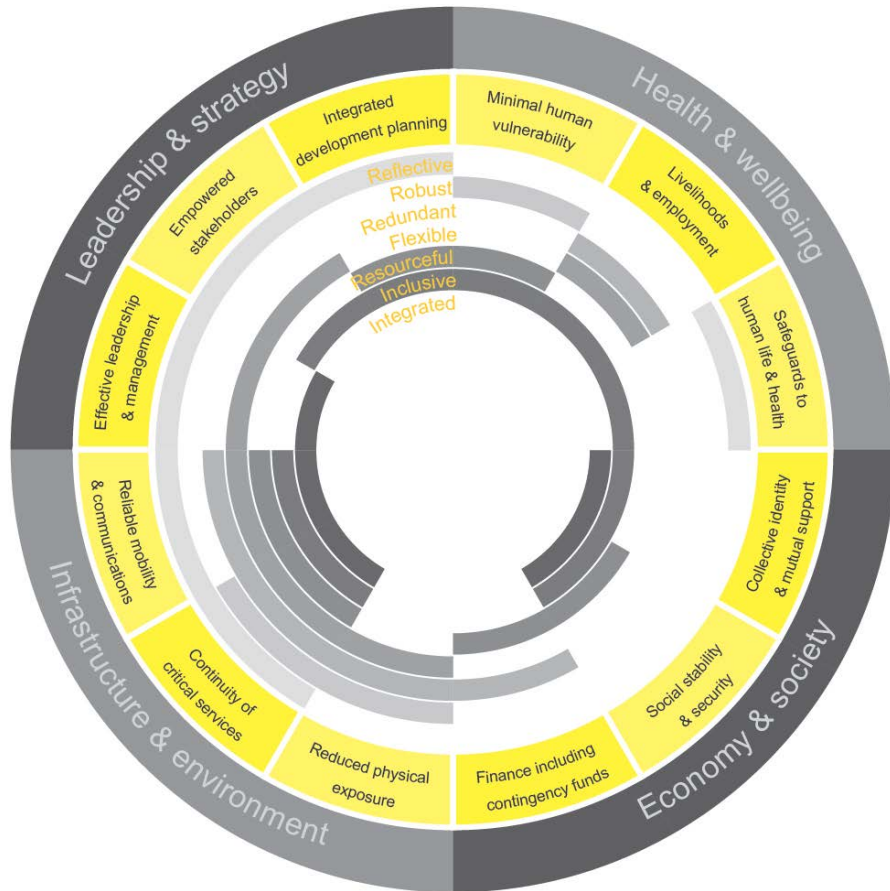 Leadership & strategy
Health & wellbeing
Economy & society
Infrastructure & environment
Integrated
development planning
Minimal human
vulnerability
Livelihoods
& employment
Safeguards to
human life & health
Collective identity
& mutual support
Social stability
& security
Finance including
contingency funds
Reduced physical
exposure
Continuity of
critical services
Reliable mobility
& communications
Effective leadership
& management
Empowered
stakeholders
Reflective
Robust
Redundant
Flexible
Resourceful
Inclusive
Integrated